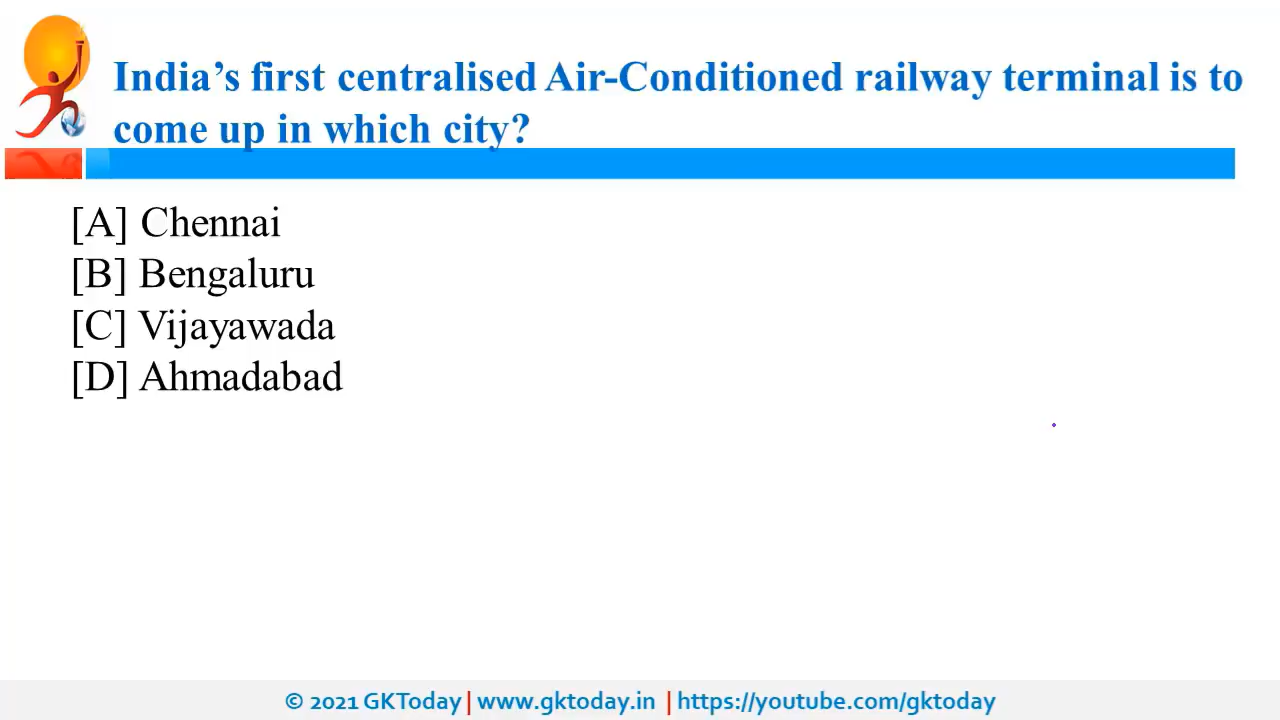 India’s first centralised Air-Conditioned railway terminal is to
come up in which city?
[A] Chennai
[B] Bengaluru
[C] Vijayawada
[D] Ahmadabad
© 2021 GKToday | www.gktoday.in | https://youtube.com/gktoday